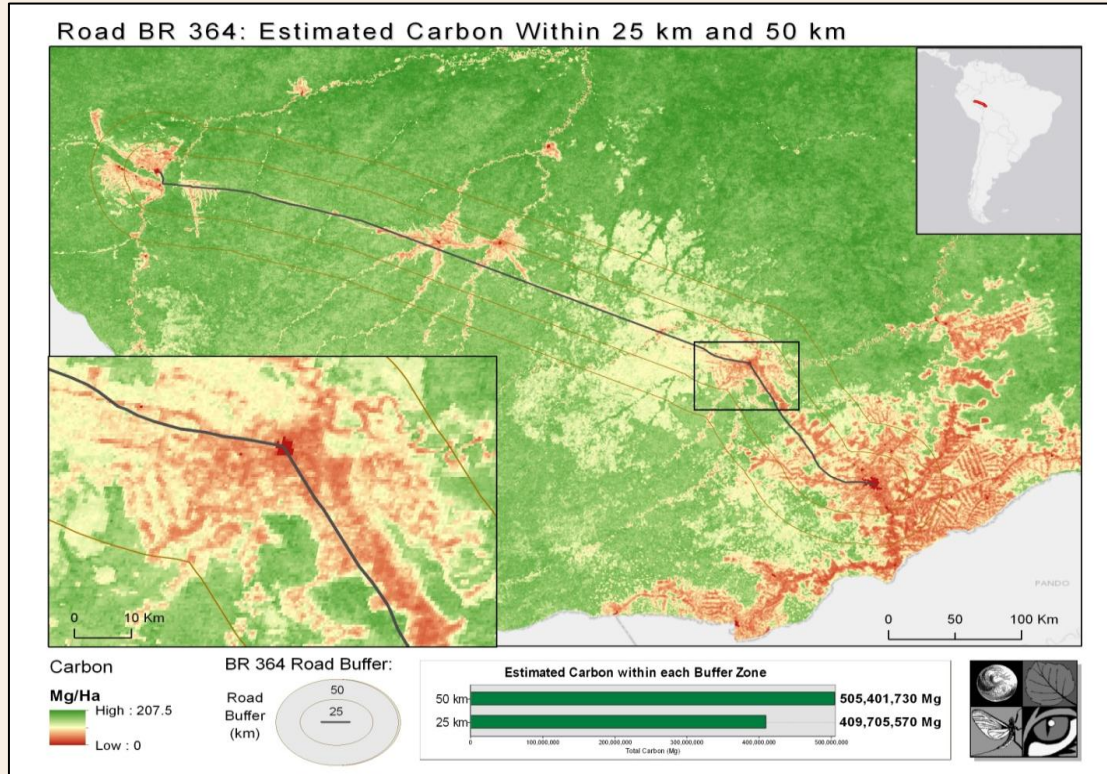 Road BR 364: Estimated Carbon Within 25 km and 50 km
PANDO
0 10 Km
0 50 100 Km
Carbon
Mg/Ha
High : 207.5
Low : 0
BR 364 Road Buffer:
Road
Buffer
(km)
50
25
Estimated Carbon within each Buffer Zone
50 km
505,401,730 Mg
25 km
409,705,570 Mg
0 100,000,000 200,000,000 300,000,000 400,000,000 500,000,000
Total Carbon (Mg)